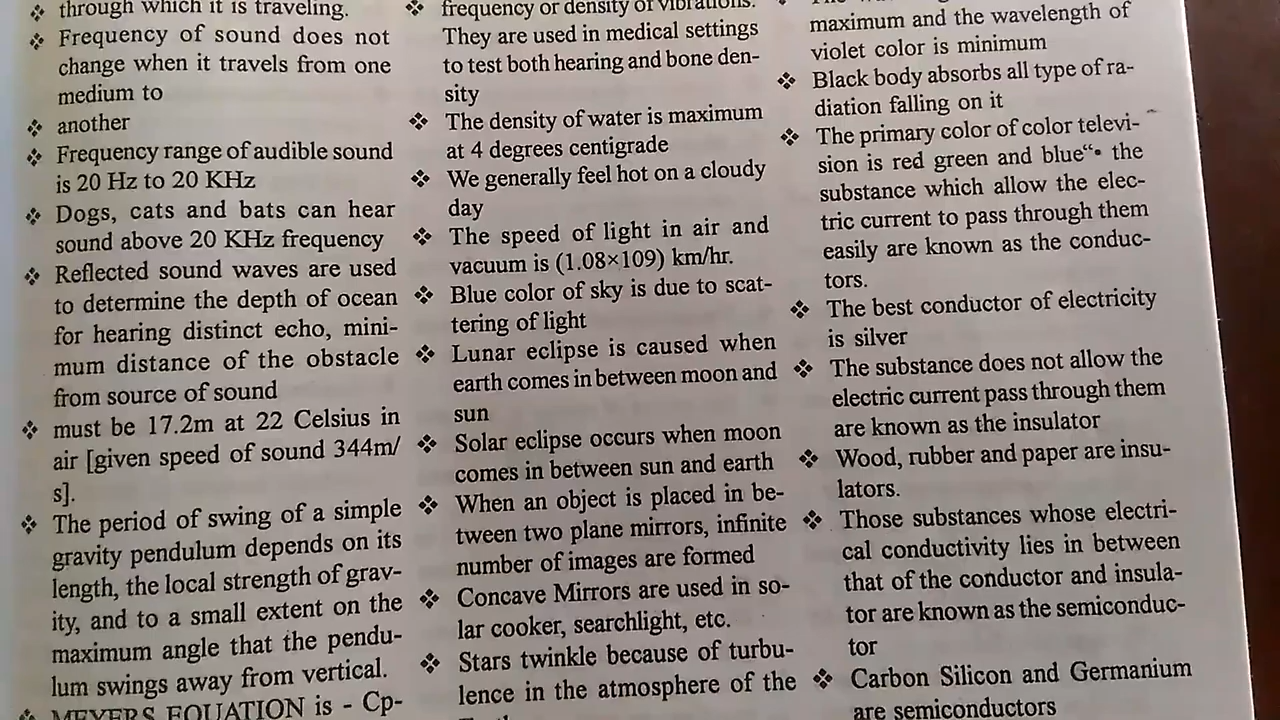 through which it is traveling.
❖ Frequency of sound does not
change when it travels from one
medium to
❖ another
❖ Frequency range of audible sound
is 20 Hz to 20 KHz
❖ Dogs, cats and bats can hear
sound above 20 KHz frequency
❖ Reflected sound waves are used
to determine the depth of ocean
for hearing distinct echo, mini-
mum distance of the obstacle
from source of sound
❖ must be 17.2m at 22 Celsius in
air [given speed of sound 344m/
s].
❖ The period of swing of a simple
gravity pendulum depends on its
length, the local strength of grav-
ity, and to a small extent on the
maximum angle that the pendu-
lum swings away from vertical.
❖ MEYERS EQUATION is - Cp-
❖ frequency or density of vibrations.
They are used in medical settings
to test both hearing and bone den-
sity
❖ The density of water is maximum
at 4 degrees centigrade
❖ We generally feel hot on a cloudy
day
❖ The speed of light in air and
vacuum is (1.08×109) km/hr.
❖ Blue color of sky is due to scat-
tering of light
❖ Lunar eclipse is caused when
earth comes in between moon and
sun
❖ Solar eclipse occurs when moon
comes in between sun and earth
❖ When an object is placed in be-
tween two plane mirrors, infinite
number of images are formed
❖ Concave Mirrors are used in so-
lar cooker, searchlight, etc.
❖ Stars twinkle because of turbu-
lence in the atmosphere of the
maximum and the wavelength of
violet color is minimum
❖ Black body absorbs all type of ra-
diation falling on it
❖ The primary color of color televi-
sion is red green and blue“• the
substance which allow the elec-
tric current to pass through them
easily are known as the conduc-
tors.
❖ The best conductor of electricity
is silver
❖ The substance does not allow the
electric current pass through them
are known as the insulator
❖ Wood, rubber and paper are insu-
lators.
❖ Those substances whose electri-
cal conductivity lies in between
that of the conductor and insula-
tor are known as the semiconduc-
tor
❖ Carbon Silicon and Germanium
are semiconductors